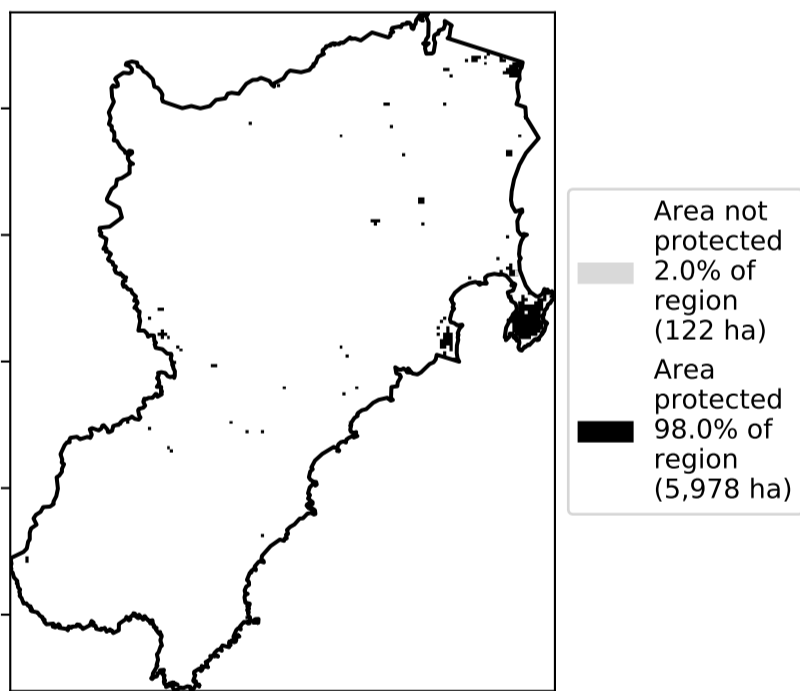 Area not
protected
2.0% of
region
(122 ha)
Area
protected
98.0% of
region
(5,978 ha)